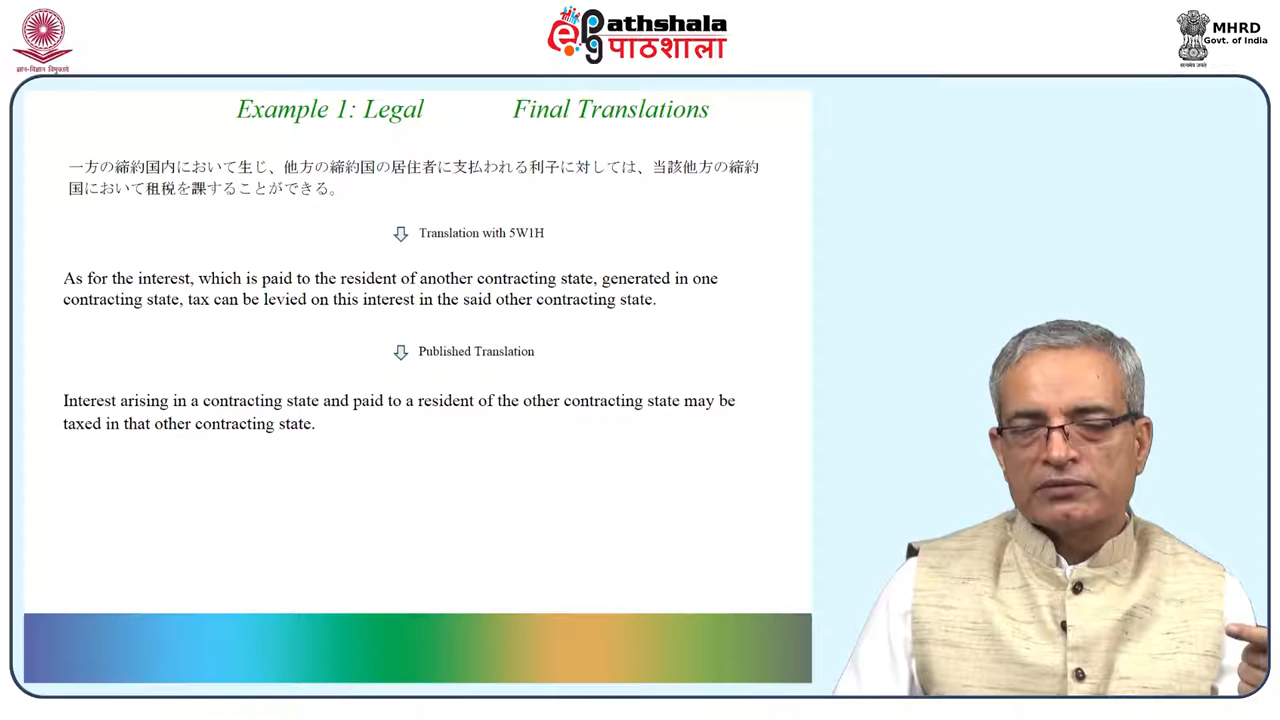 ज्ञान-विज्ञान विमुक्तये
ePG Pathshala
पाठशाला
MHRD
Govt. of India
सत्यमेव जयते
Example 1: Legal Final Translations
一方の締約国内において生じ、他方の締約国の居住者に支払われる利子に対しては、当該他方の締約
国において租税を課することができる。
Translation with 5W1H
As for the interest, which is paid to the resident of another contracting state, generated in one
contracting state, tax can be levied on this interest in the said other contracting state.
Published Translation
Interest arising in a contracting state and paid to a resident of the other contracting state may be
taxed in that other contracting state.